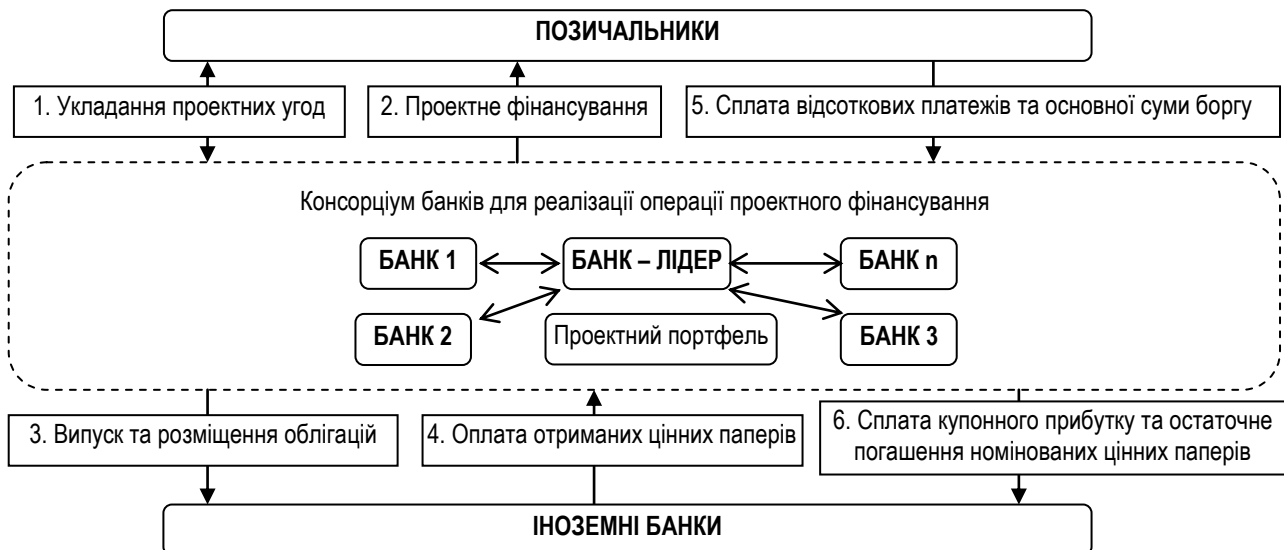 ПОЗИЧАЛЬНИКИ
1. Укладання проектних угод
2. Проектне фінансування
5. Сплата відсоткових платежів та основної суми боргу
Консорціум банків для реалізації операції проектного фінансування
БАНК 1
БАНК – ЛІДЕР
БАНК n
БАНК 2
Проектний портфель
БАНК 3
3. Випуск та розміщення облігацій
4. Оплата отриманих цінних паперів
6. Сплата купонного прибутку та остаточне
погашення номінованих цінних паперів
ІНОЗЕМНІ БАНКИ